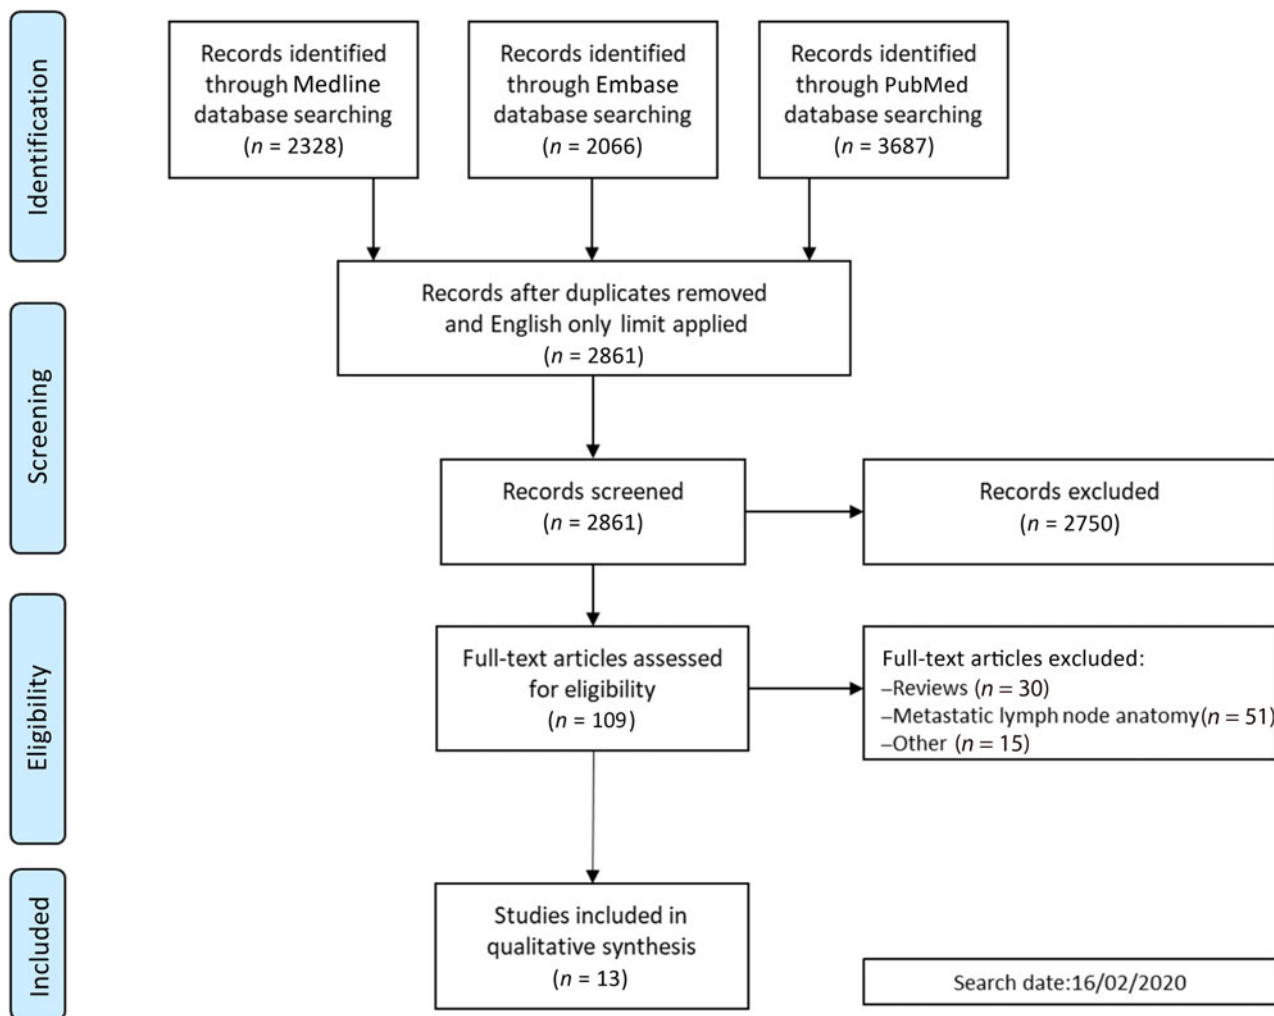 Identification
Records identified
through Medline
database searching
(n = 2328)
Records identified
through Embase
database searching
(n = 2066)
Records identified
through PubMed
database searching
(n = 3687)
Records after duplicates removed
and English only limit applied
(n = 2861)
Screening
Records screened
(n = 2861)
Records excluded
(n = 2750)
Eligibility
Full-text articles assessed
for eligibility
(n = 109)
Full-text articles excluded:
–Reviews (n = 30)
–Metastatic lymph node anatomy(n = 51)
–Other (n = 15)
Included
Studies included in
qualitative synthesis
(n = 13)
Search date:16/02/2020